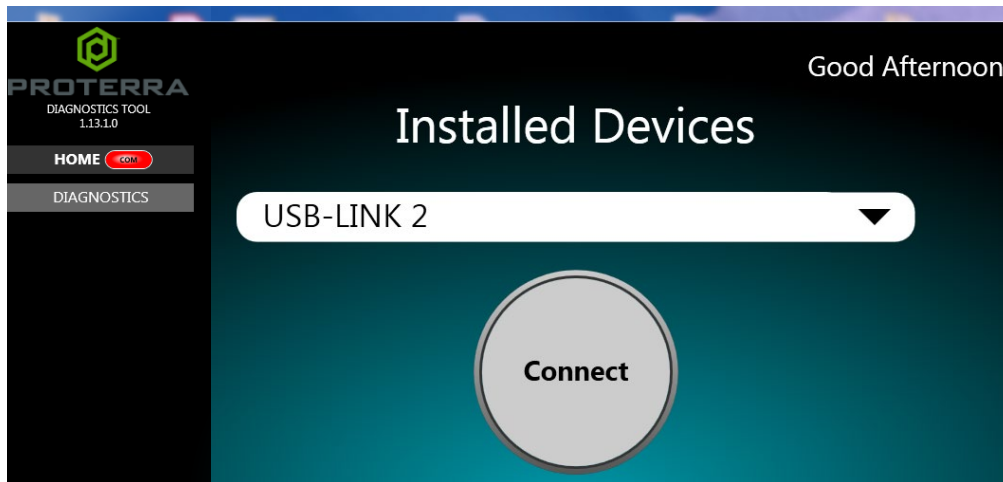 PROTERRA
DIAGNOSTICS TOOL
1.13.1.0
HOME COM
DIAGNOSTICS
Good Afternoon
Installed Devices
USB-LINK 2
Connect